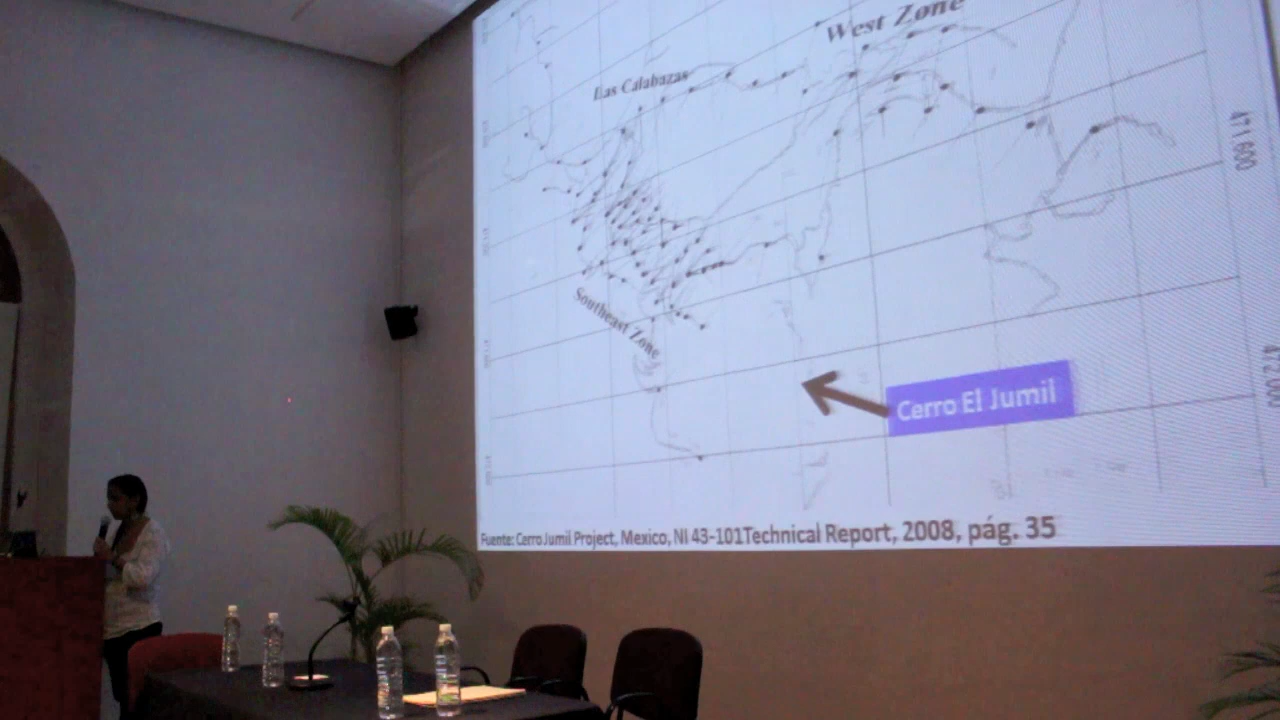 West Zone
Las Calabazas
471 600
Southeast Zone
472 000
Cerro El Jumil
Fuente: Cerro Jumil Project, Mexico, NI 43-101Technical Report, 2008, pág. 35